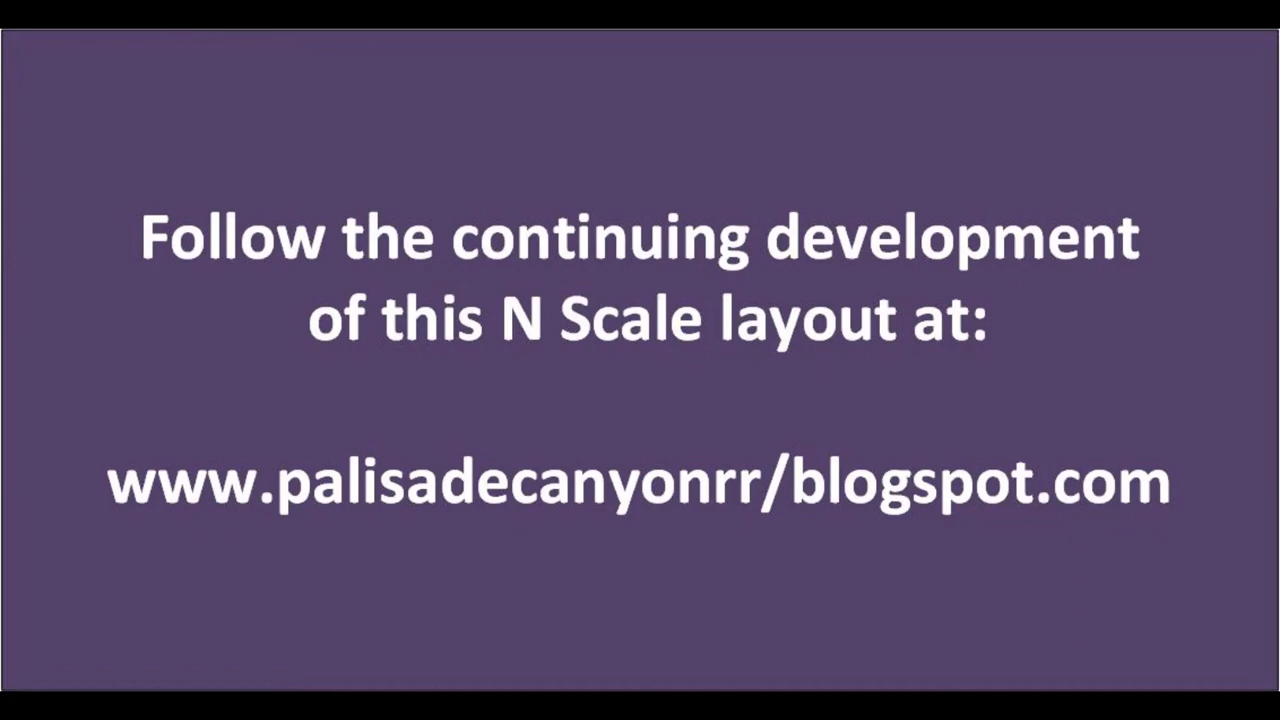 Follow the continuing development
of this N Scale layout at:
www.palisadecanyonrr/blogspot.com